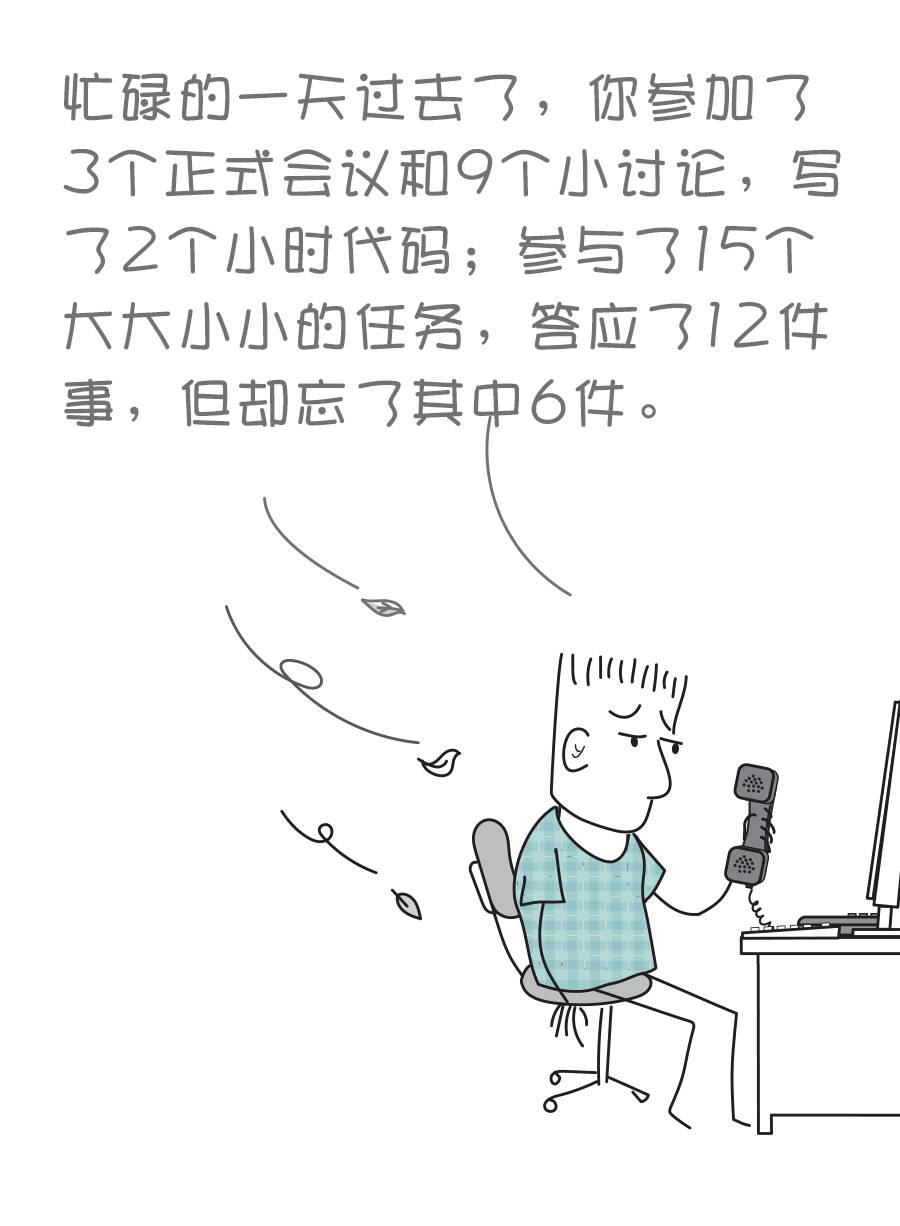 忙碌的一天过去了，你参加了
3个正式会议和9个小讨论，写
了2个小时代码；参与了15个
大大小小的任务，答应了12件
事，但却忘了其中6件。